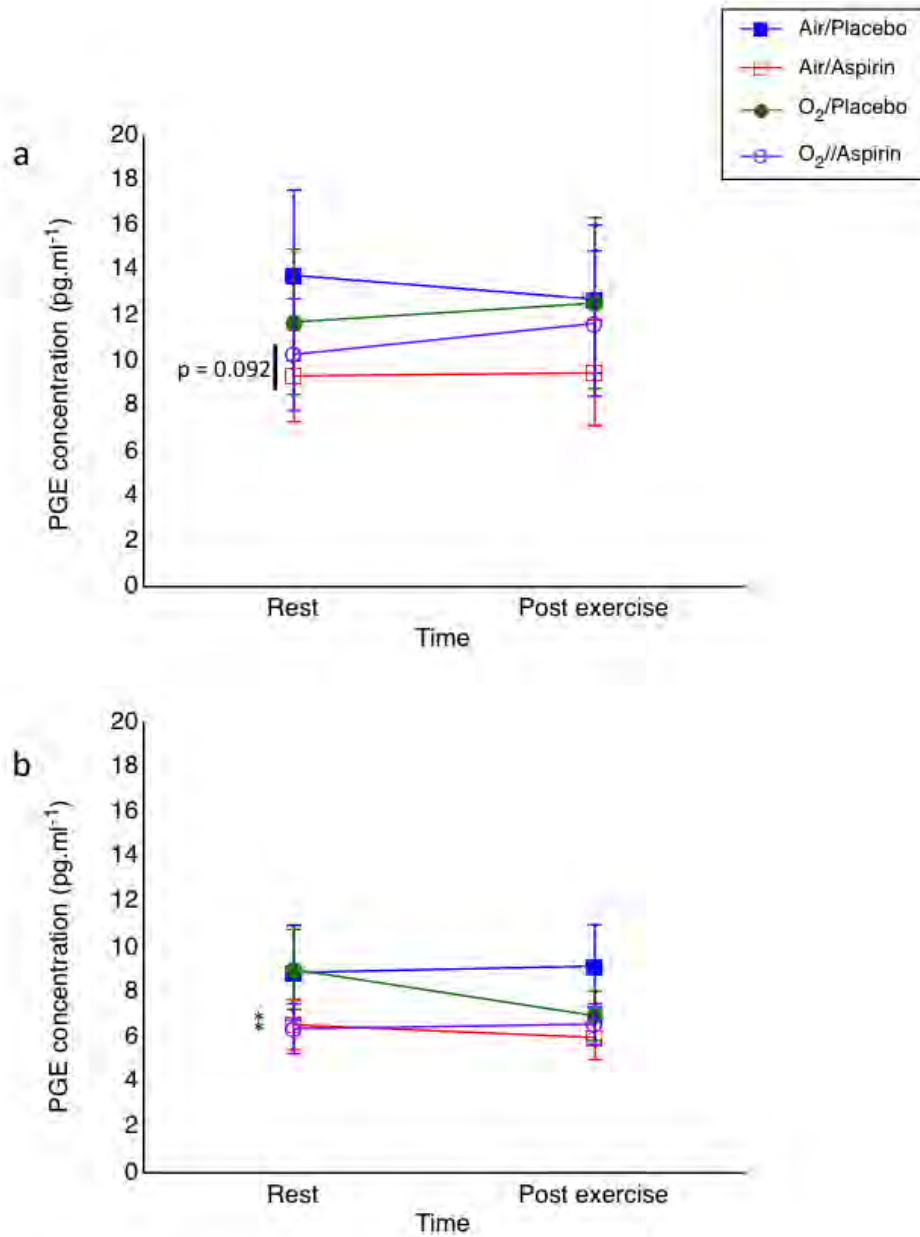 Air/Placebo
Air/Aspirin
O₂/Placebo
O₂//Aspirin
a
PGE concentration (pg.ml⁻¹)
20
18
16
14
12
10
8
6
4
2
0
p = 0.092
Rest
Post exercise
Time
b
PGE concentration (pg.ml⁻¹)
20
18
16
14
12
10
8
6
4
2
0
**
Rest
Post exercise
Time